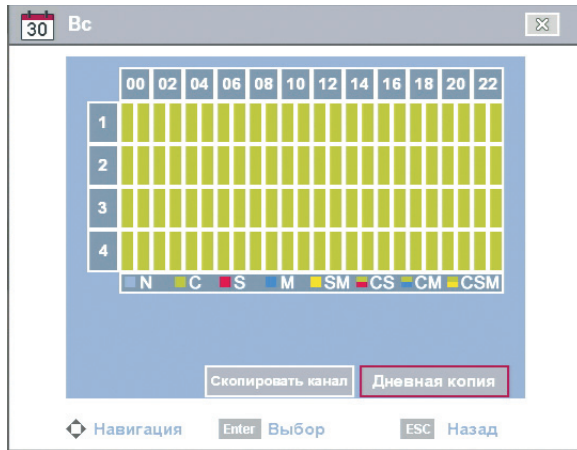 30 Вс
00 02 04 06 08 10 12 14 16 18 20 22
1
2
3
4
N C S M SM CS CM CSM
Скопировать канал Дневная копия
Навигация Enter Выбор ESC Назад